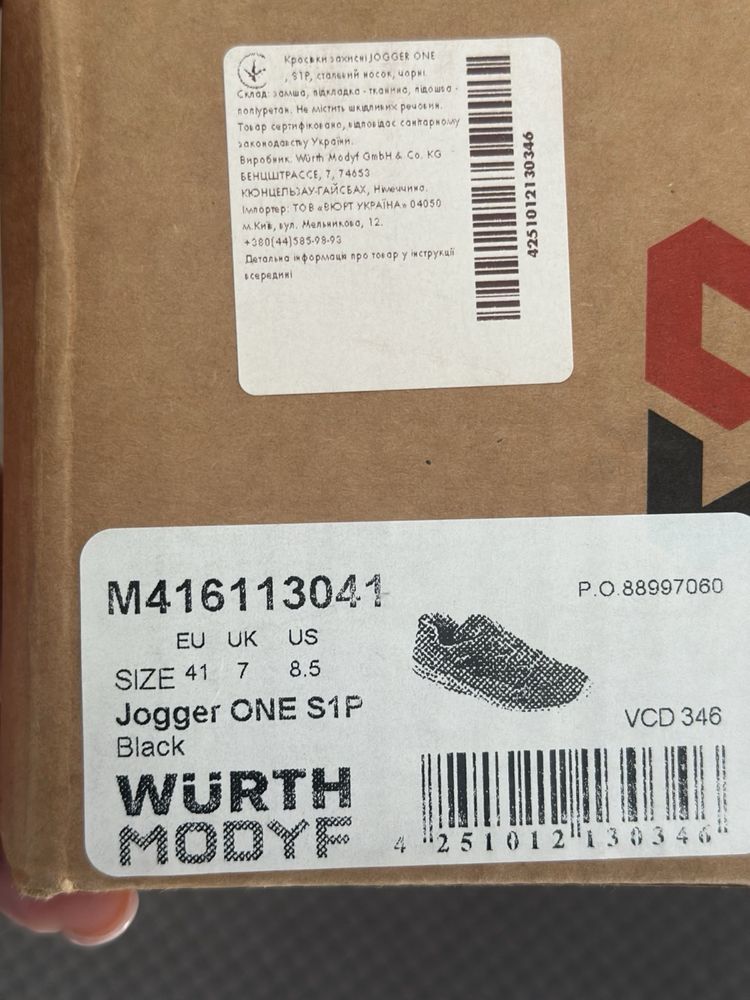 Кросівки захисні JOGGER ONE
, S1P, сталевий носок, чорні.
Склад: замша, підкладка - тканина, підошва -
поліуретан. Не містить шкідливих речовин.
Товар сертифіковано, відповідає санітарному
законодавству України.
Виробник: Würth Modyf GmbH & Co. KG
БЕНЦШТРАССЕ, 7, 74653
КЮНЦЕЛЬЗАУ-ГАЙСБАХ, Німеччина.
Імпортер: ТОВ «ВЮРТ УКРАЇНА» 04050
м.Київ, вул. Мельникова, 12.
+380(44)585-98-93
Детальна інформація про товар у інструкції
всередині
4251012130346
M416113041
P.O.88997060
EU UK US
SIZE 41 7 8.5
Jogger ONE S1P
Black
VCD 346
WÜRTH
MODYF
4 251012 130346